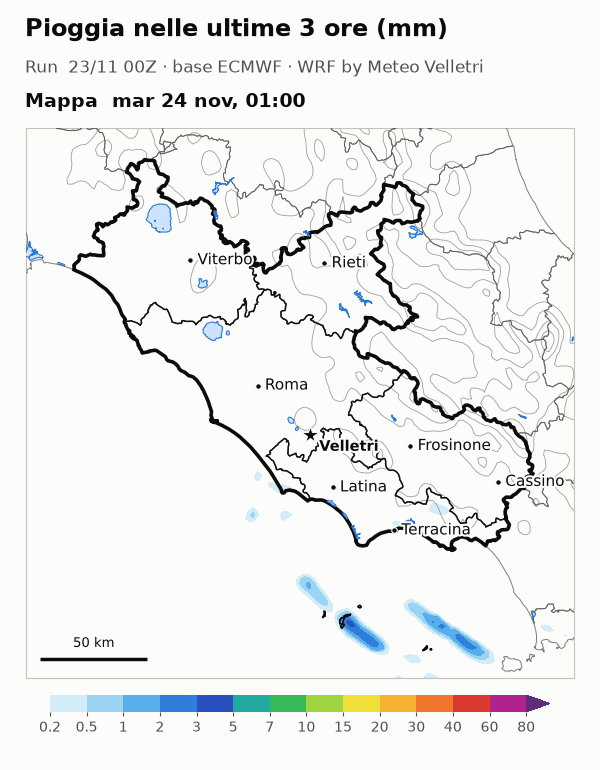 Pioggia nelle ultime 3 ore (mm)
Run  23/11 00Z · base ECMWF · WRF by Meteo Velletri
Mappa  mar 24 nov, 01:00
Viterbo
Rieti
Roma
Velletri
Frosinone
Latina
Cassino
Terracina
50 km
0.2 0.5 1 2 3 5 7 10 15 20 30 40 60 80